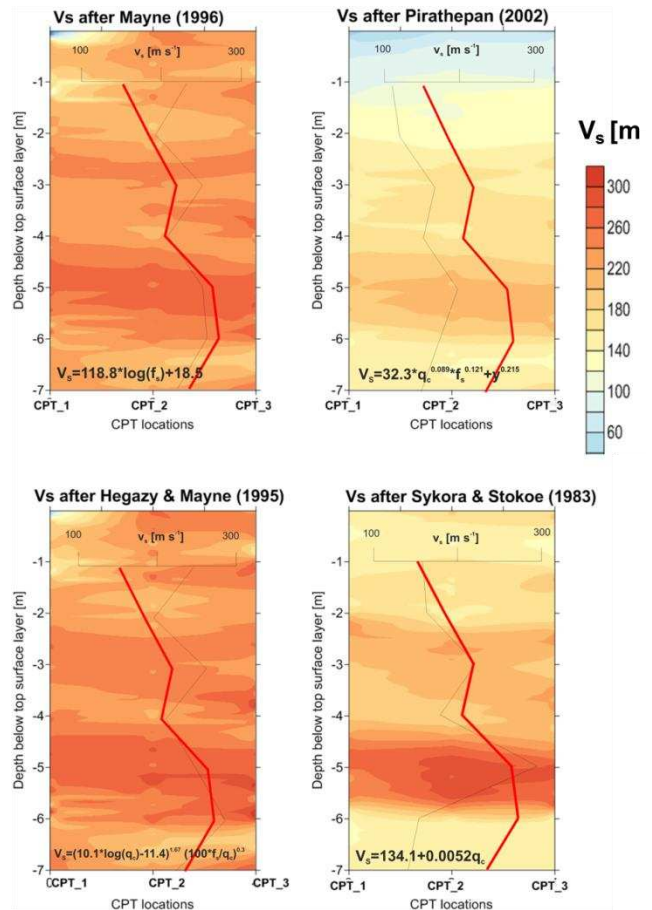 Vs after Mayne (1996)
100 vₛ [m s⁻¹] 300
Depth below top surface layer [m]
-1
-2
-3
-4
-5
-6
-7
Vₛ=118.8*log(fₛ)+18.5
CPT_1 CPT_2 CPT_3
CPT locations
Vs after Pirathepan (2002)
100 vₛ [m s⁻¹] 300
Depth below top surface layer [m]
-1
-2
-3
-4
-5
-6
-7
Vₛ=32.3*q꜀⁰·⁰⁸⁹*fₛ⁰·¹²¹+y⁰·²¹⁵
CPT_1 CPT_2 CPT_3
CPT locations
Vₛ [m
300
260
220
180
140
100
60
Vs after Hegazy & Mayne (1995)
100 vₛ [m s⁻¹] 300
Depth below top surface layer [m]
-1
-2
-3
-4
-5
-6
-7
Vₛ=(10.1*log(q꜀)-11.4)¹·⁶⁷ (100*fₛ/q꜀)⁰·³
CPT_1 CPT_2 CPT_3
CPT locations
Vs after Sykora & Stokoe (1983)
100 vₛ [m s⁻¹] 300
Depth below top surface layer [m]
-1
-2
-3
-4
-5
-6
-7
Vₛ=134.1+0.0052q꜀
CPT_1 CPT_2 CPT_3
CPT locations